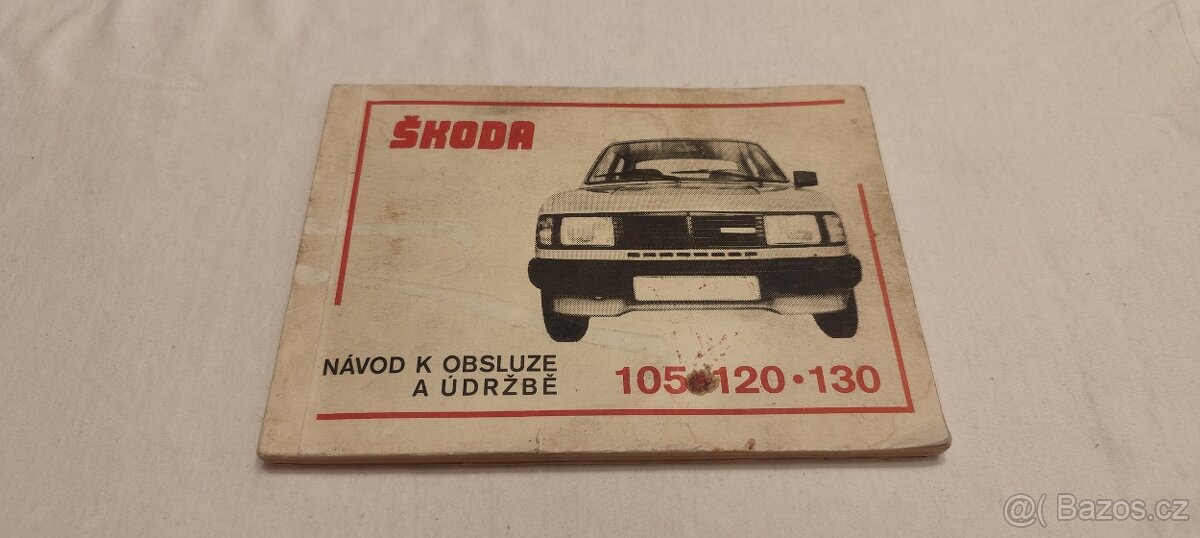 ŠKODA
NÁVOD K OBSLUZE
A ÚDRŽBĚ
105 • 120 • 130
@( Bazos.cz